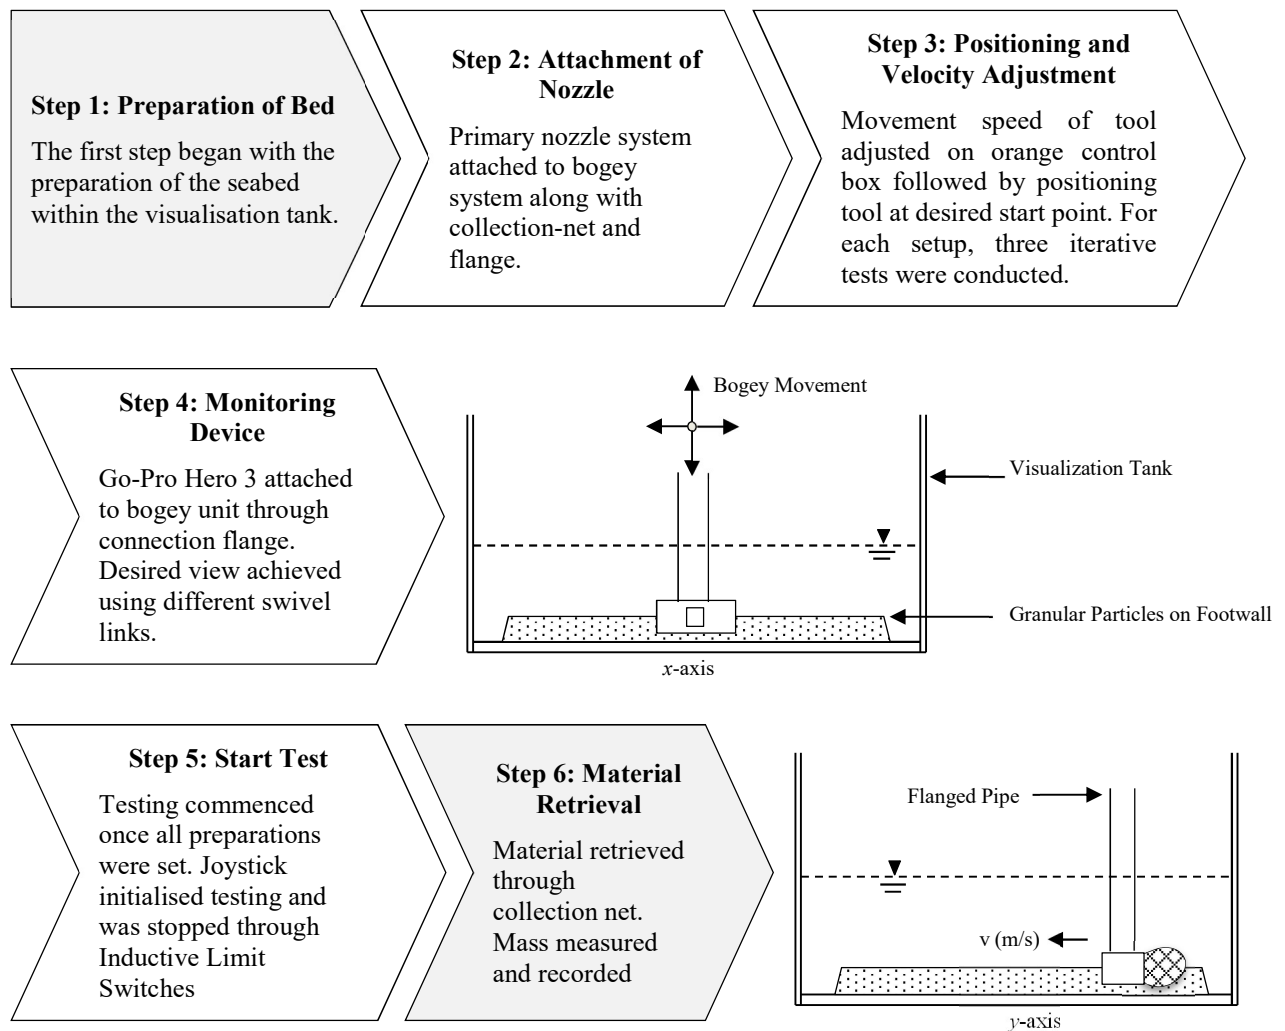 Step 1: Preparation of Bed
The first step began with the
preparation of the seabed
within the visualisation tank.
Step 2: Attachment of
Nozzle
Primary nozzle system
attached to bogey
system along with
collection-net and
flange.
Step 3: Positioning and
Velocity Adjustment
Movement speed of tool
adjusted on orange control
box followed by positioning
tool at desired start point. For
each setup, three iterative
tests were conducted.
Step 4: Monitoring
Device
Go-Pro Hero 3 attached
to bogey unit through
connection flange.
Desired view achieved
using different swivel
links.
Bogey Movement
Visualization Tank
Granular Particles on Footwall
x-axis
Step 5: Start Test
Testing commenced
once all preparations
were set. Joystick
initialised testing and
was stopped through
Inductive Limit
Switches
Step 6: Material
Retrieval
Material retrieved
through
collection net.
Mass measured
and recorded
Flanged Pipe
v (m/s)
y-axis